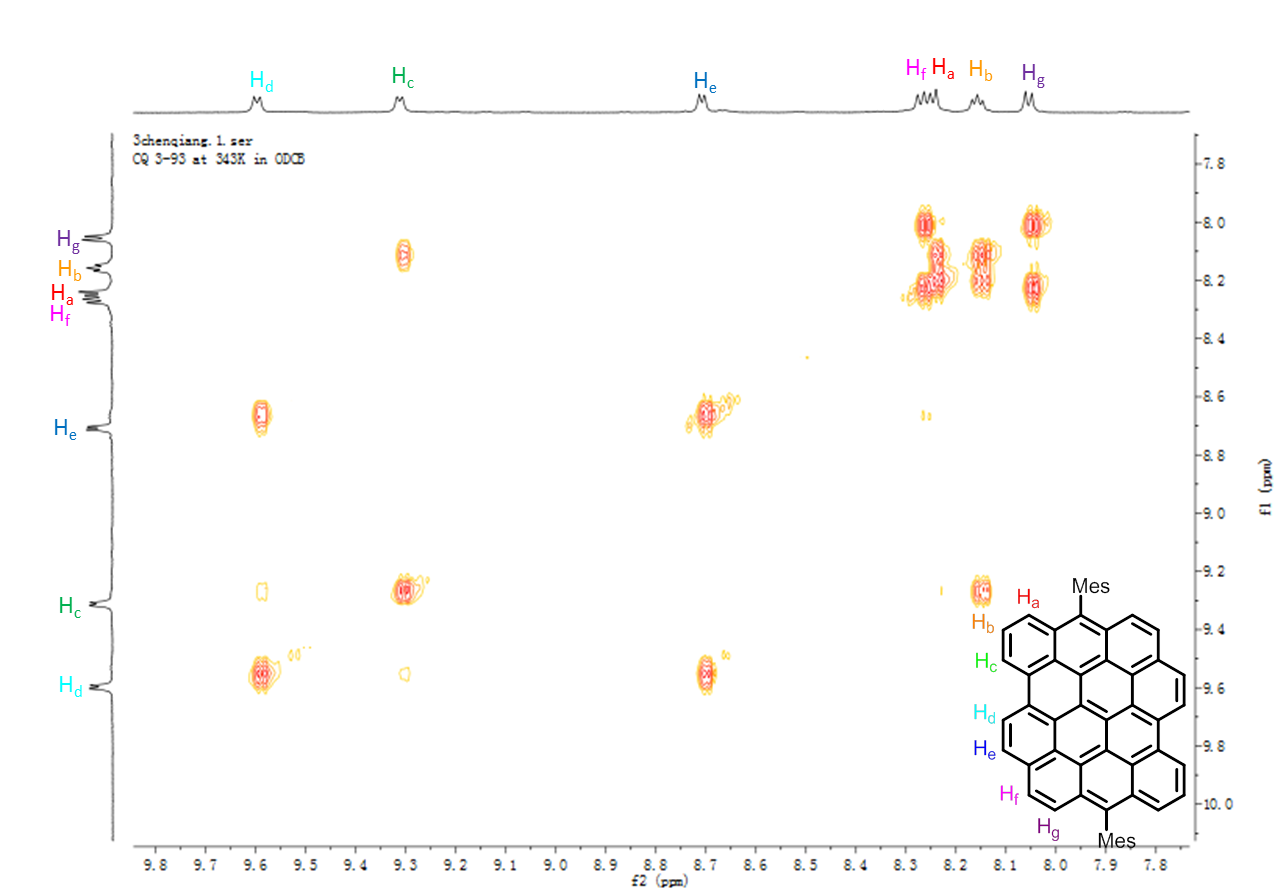 Hd Hc He Hf Ha Hb Hg
3chenqiang.1.ser
CQ 3-93 at 343K in ODCB
Hg
Hb
Ha
Hf
He
Hc
Hd
7.8
8.0
8.2
8.4
8.6
8.8
9.0
9.2
9.4
9.6
9.8
10.0
f1 (ppm)
Mes
Ha
Hb
Hc
Hd
He
Hf
Hg
Mes
9.8 9.7 9.6 9.5 9.4 9.3 9.2 9.1 9.0 8.9 8.8 8.7 8.6 8.5 8.4 8.3 8.2 8.1 8.0 7.9 7.8
f2 (ppm)